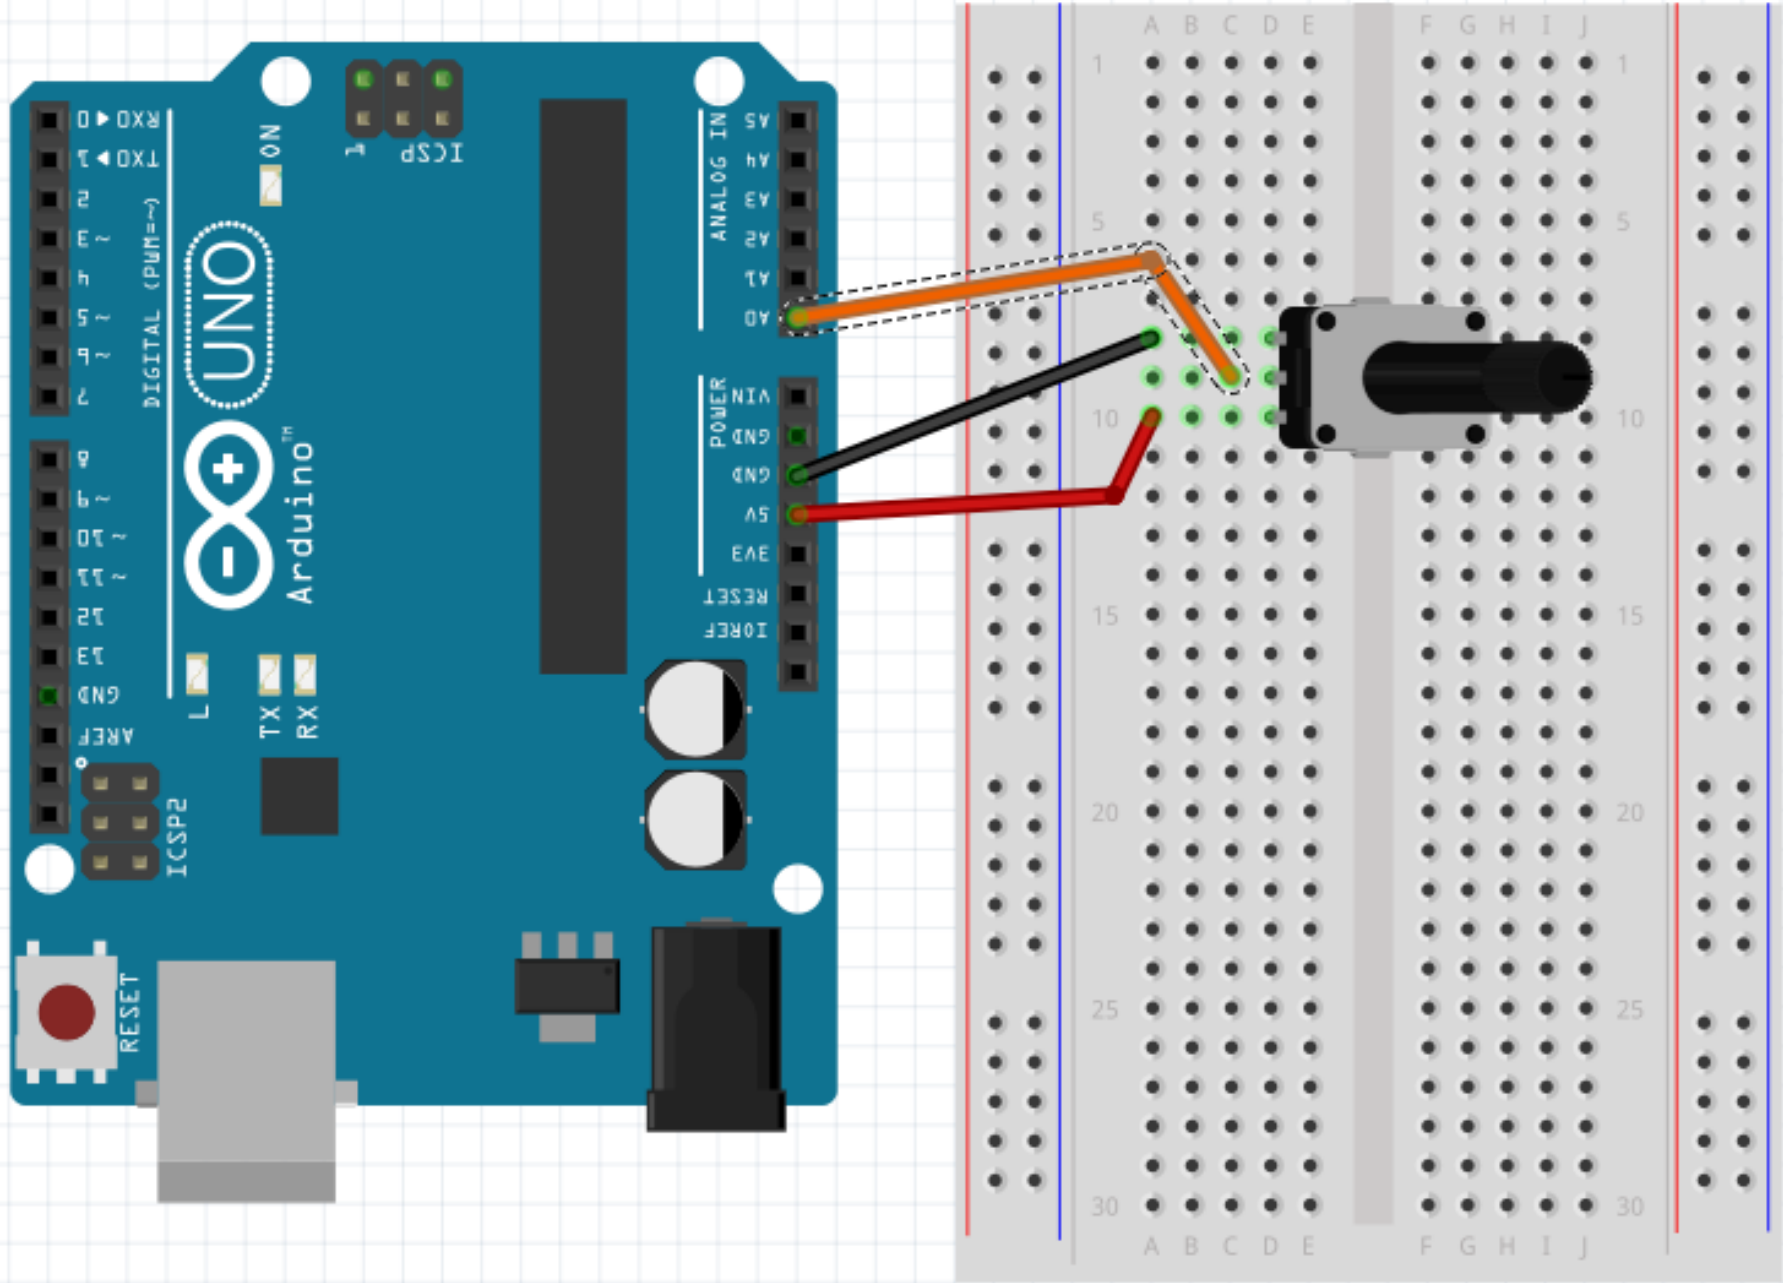 RX0◀0
TX0▶1
2
~3
4
~5
~6
7
8
~9
~10
~11
12
13
GND
AREF
DIGITAL (PWM=~)
ON
1
ICSP
UNO
Arduino™
L
TX
RX
ICSP2
RESET
ANALOG IN
A5
A4
A3
A2
A1
A0
POWER
VIN
GND
GND
5V
3V3
RESET
IOREF
A B C D E F G H I J
1 1
5 5
10 10
15 15
20 20
25 25
30 30
A B C D E F G H I J